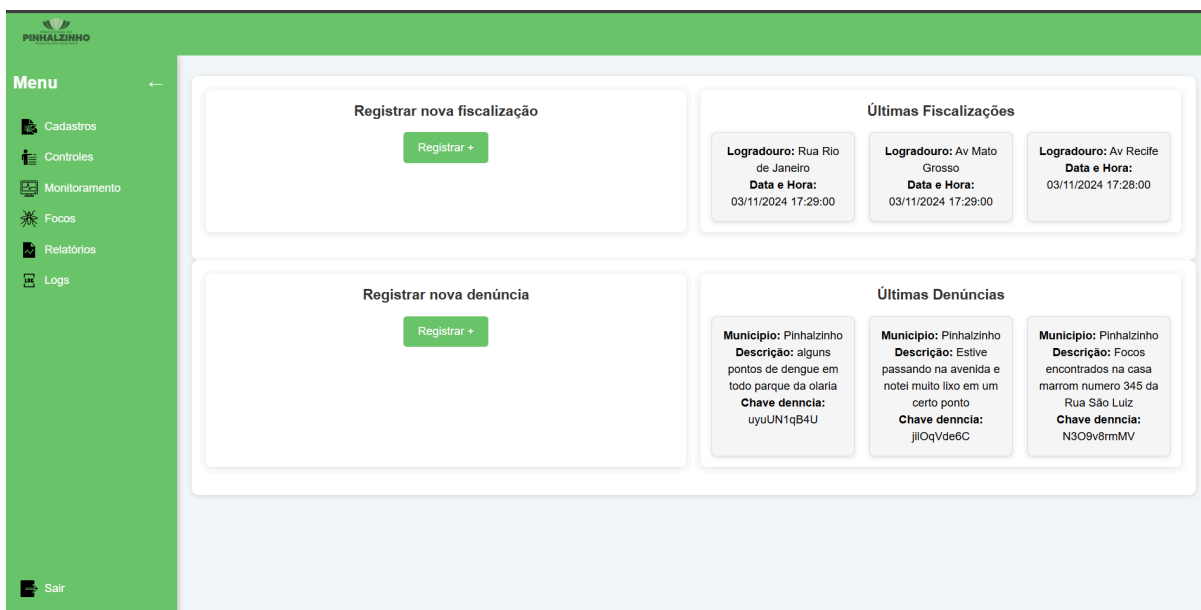 PINHALZINHO
Menu ←
Cadastros
Controles
Monitoramento
Focos
Relatórios
Logs
Sair
Registrar nova fiscalização
Registrar +
Últimas Fiscalizações
Logradouro: Rua Rio
de Janeiro
Data e Hora:
03/11/2024 17:29:00
Logradouro: Av Mato
Grosso
Data e Hora:
03/11/2024 17:29:00
Logradouro: Av Recife
Data e Hora:
03/11/2024 17:28:00
Registrar nova denúncia
Registrar +
Últimas Denúncias
Municipio: Pinhalzinho
Descrição: alguns
pontos de dengue em
todo parque da olaria
Chave denncia:
uyuUN1qB4U
Municipio: Pinhalzinho
Descrição: Estive
passando na avenida e
notei muito lixo em um
certo ponto
Chave denncia:
jilOqVde6C
Municipio: Pinhalzinho
Descrição: Focos
encontrados na casa
marrom numero 345 da
Rua São Luiz
Chave denncia:
N3O9v8rmMV